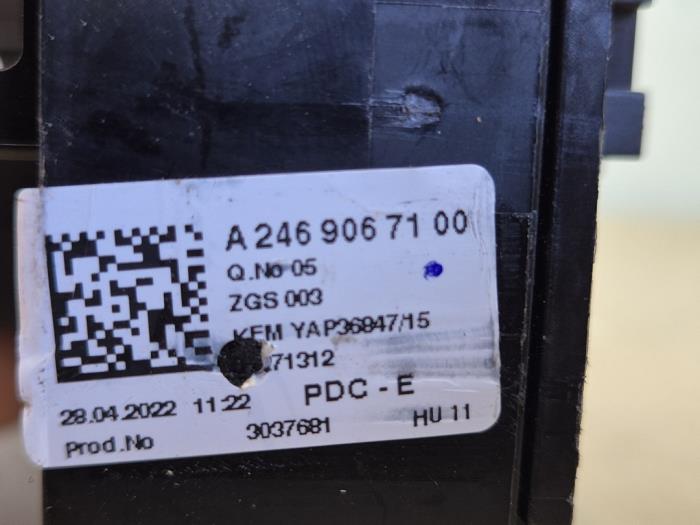 A 246 906 71 00
Q.No 05
ZGS 003
KEM YAP36847/15
71312
PDC - E
28.04.2022 11:22
Prod.No 3037681 HU 11